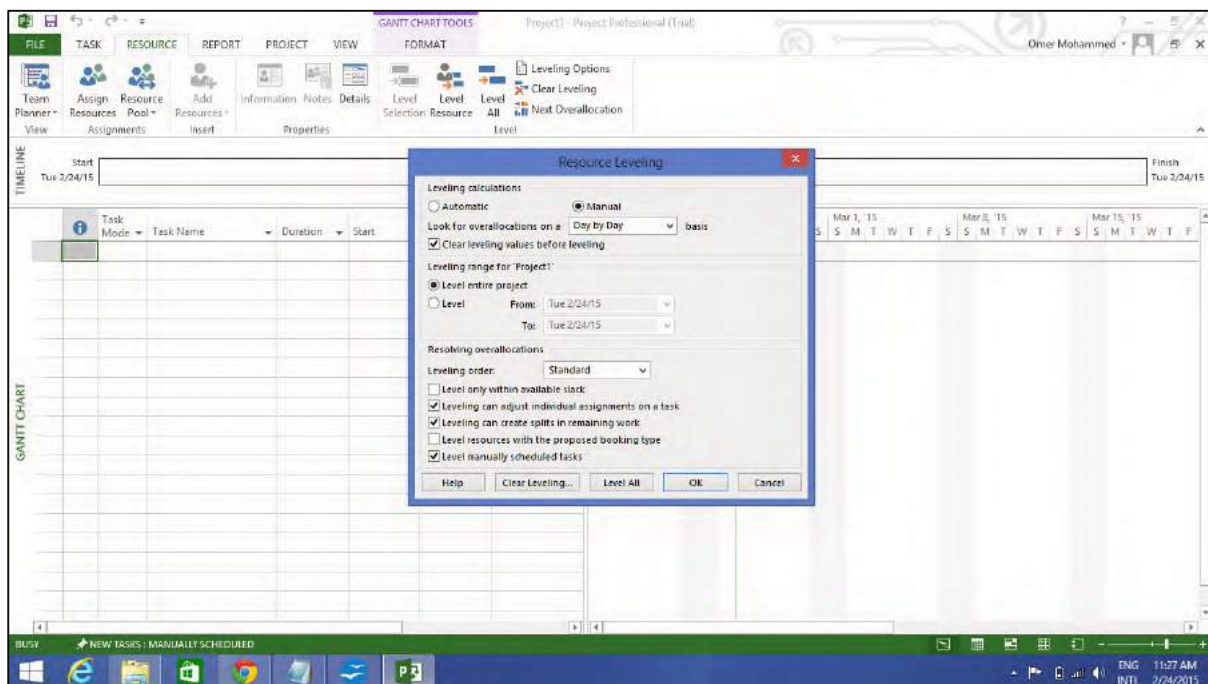 GANTT CHART TOOLS Project1 - Project Professional (Trial)
FILE TASK RESOURCE REPORT PROJECT VIEW FORMAT Omer Mohammed
Team Planner Assign Resources Resource Pool Add Resources Information Notes Details Level Selection Level Resource Level All
Leveling Options
Clear Leveling
Next Overallocation
View Assignments Insert Properties Level
TIMELINE
Start
Tue 2/24/15
Finish
Tue 2/24/15
Task Mode Task Name Duration Start
Mar 1, '15 Mar 8, '15 Mar 15, '15
S S M T W T F S S M T W T F S S M T W T F
GANTT CHART
Resource Leveling
Leveling calculations
Automatic Manual
Look for overallocations on a Day by Day basis
Clear leveling values before leveling
Leveling range for 'Project1'
Level entire project
Level From: Tue 2/24/15
To: Tue 2/24/15
Resolving overallocations
Leveling order: Standard
Level only within available slack
Leveling can adjust individual assignments on a task
Leveling can create splits in remaining work
Level resources with the proposed booking type
Level manually scheduled tasks
Help Clear Leveling... Level All OK Cancel
BUSY NEW TASKS : MANUALLY SCHEDULED
ENG 11:27 AM
INTL 2/24/2015